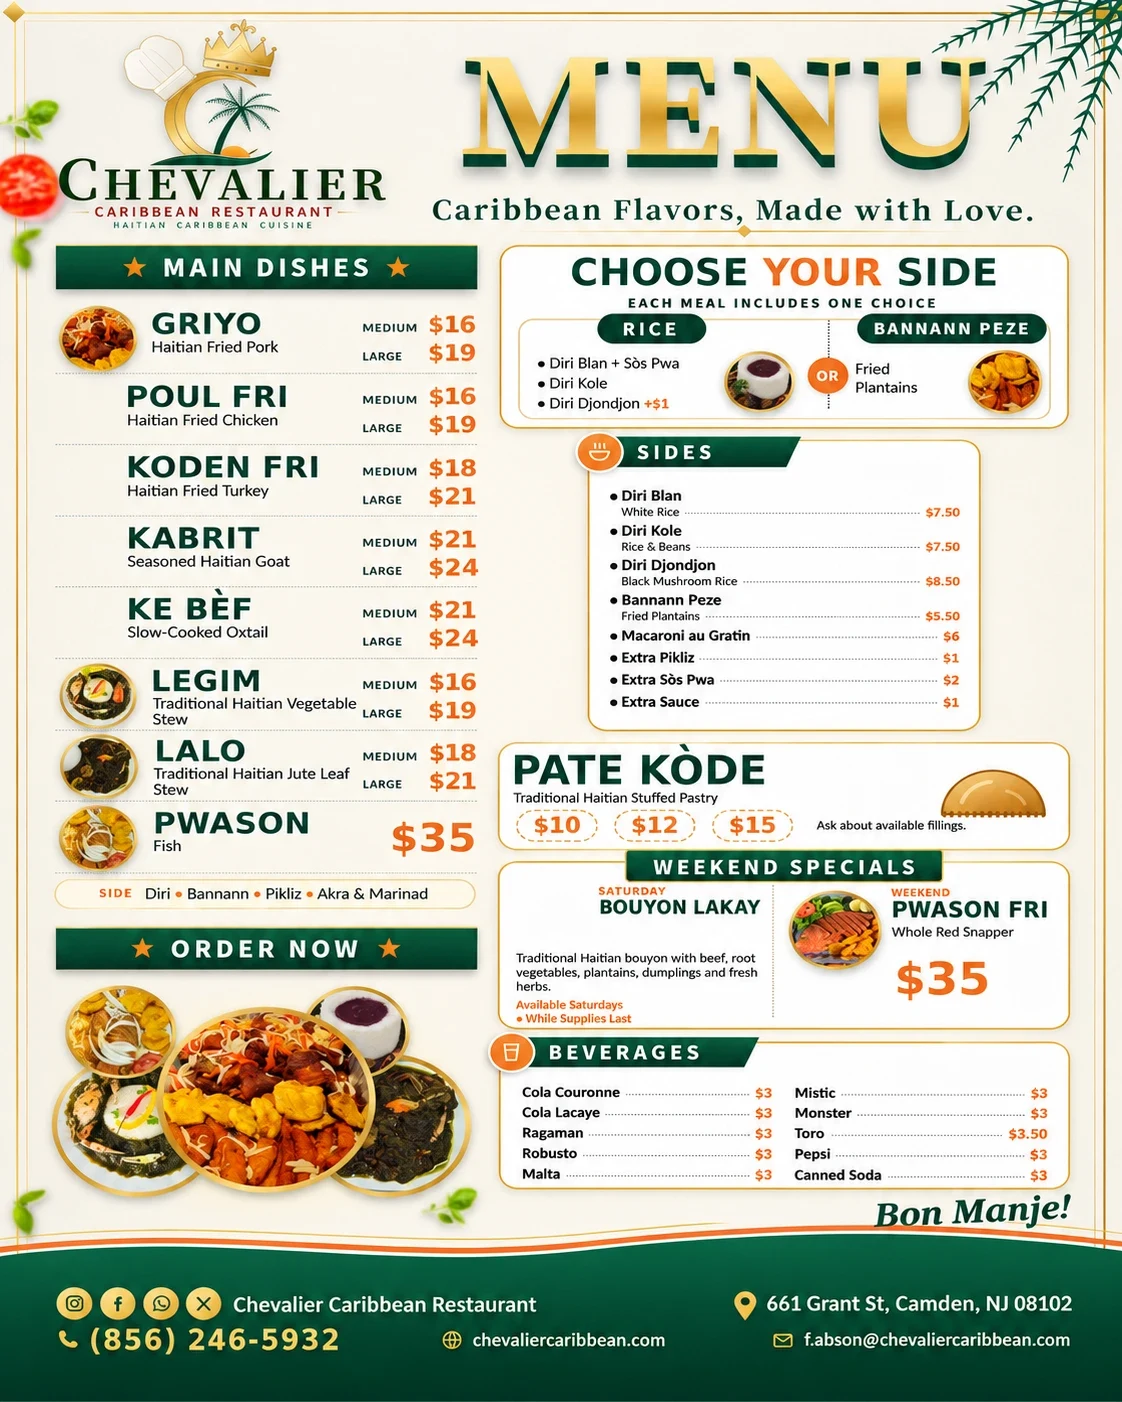 CHEVALIER
CARIBBEAN RESTAURANT
HAITIAN CARIBBEAN CUISINE
MENU
Caribbean Flavors, Made with Love.
★ MAIN DISHES ★
GRIYO
Haitian Fried Pork
MEDIUM $16
LARGE $19
POUL FRI
Haitian Fried Chicken
MEDIUM $16
LARGE $19
KODEN FRI
Haitian Fried Turkey
MEDIUM $18
LARGE $21
KABRIT
Seasoned Haitian Goat
MEDIUM $21
LARGE $24
KE BÈF
Slow-Cooked Oxtail
MEDIUM $21
LARGE $24
LEGIM
Traditional Haitian Vegetable
Stew
MEDIUM $16
LARGE $19
LALO
Traditional Haitian Jute Leaf
Stew
MEDIUM $18
LARGE $21
PWASON
Fish
$35
SIDE Diri • Bannann • Pikliz • Akra & Marinad
★ ORDER NOW ★
CHOOSE YOUR SIDE
EACH MEAL INCLUDES ONE CHOICE
RICE
• Diri Blan + Sòs Pwa
• Diri Kole
• Diri Djondjon +$1
OR
BANNANN PEZE
Fried
Plantains
SIDES
• Diri Blan
White Rice $7.50
• Diri Kole
Rice & Beans $7.50
• Diri Djondjon
Black Mushroom Rice $8.50
• Bannann Peze
Fried Plantains $5.50
• Macaroni au Gratin $6
• Extra Pikliz $1
• Extra Sòs Pwa $2
• Extra Sauce $1
PATE KÒDE
Traditional Haitian Stuffed Pastry
$10 $12 $15
Ask about available fillings.
WEEKEND SPECIALS
SATURDAY
BOUYON LAKAY
Traditional Haitian bouyon with beef, root
vegetables, plantains, dumplings and fresh
herbs.
Available Saturdays
• While Supplies Last
WEEKEND
PWASON FRI
Whole Red Snapper
$35
BEVERAGES
Cola Couronne $3
Cola Lacaye $3
Ragaman $3
Robusto $3
Malta $3
Mistic $3
Monster $3
Toro $3.50
Pepsi $3
Canned Soda $3
Bon Manje!
Chevalier Caribbean Restaurant
(856) 246-5932
chevaliercaribbean.com
661 Grant St, Camden, NJ 08102
f.abson@chevaliercaribbean.com